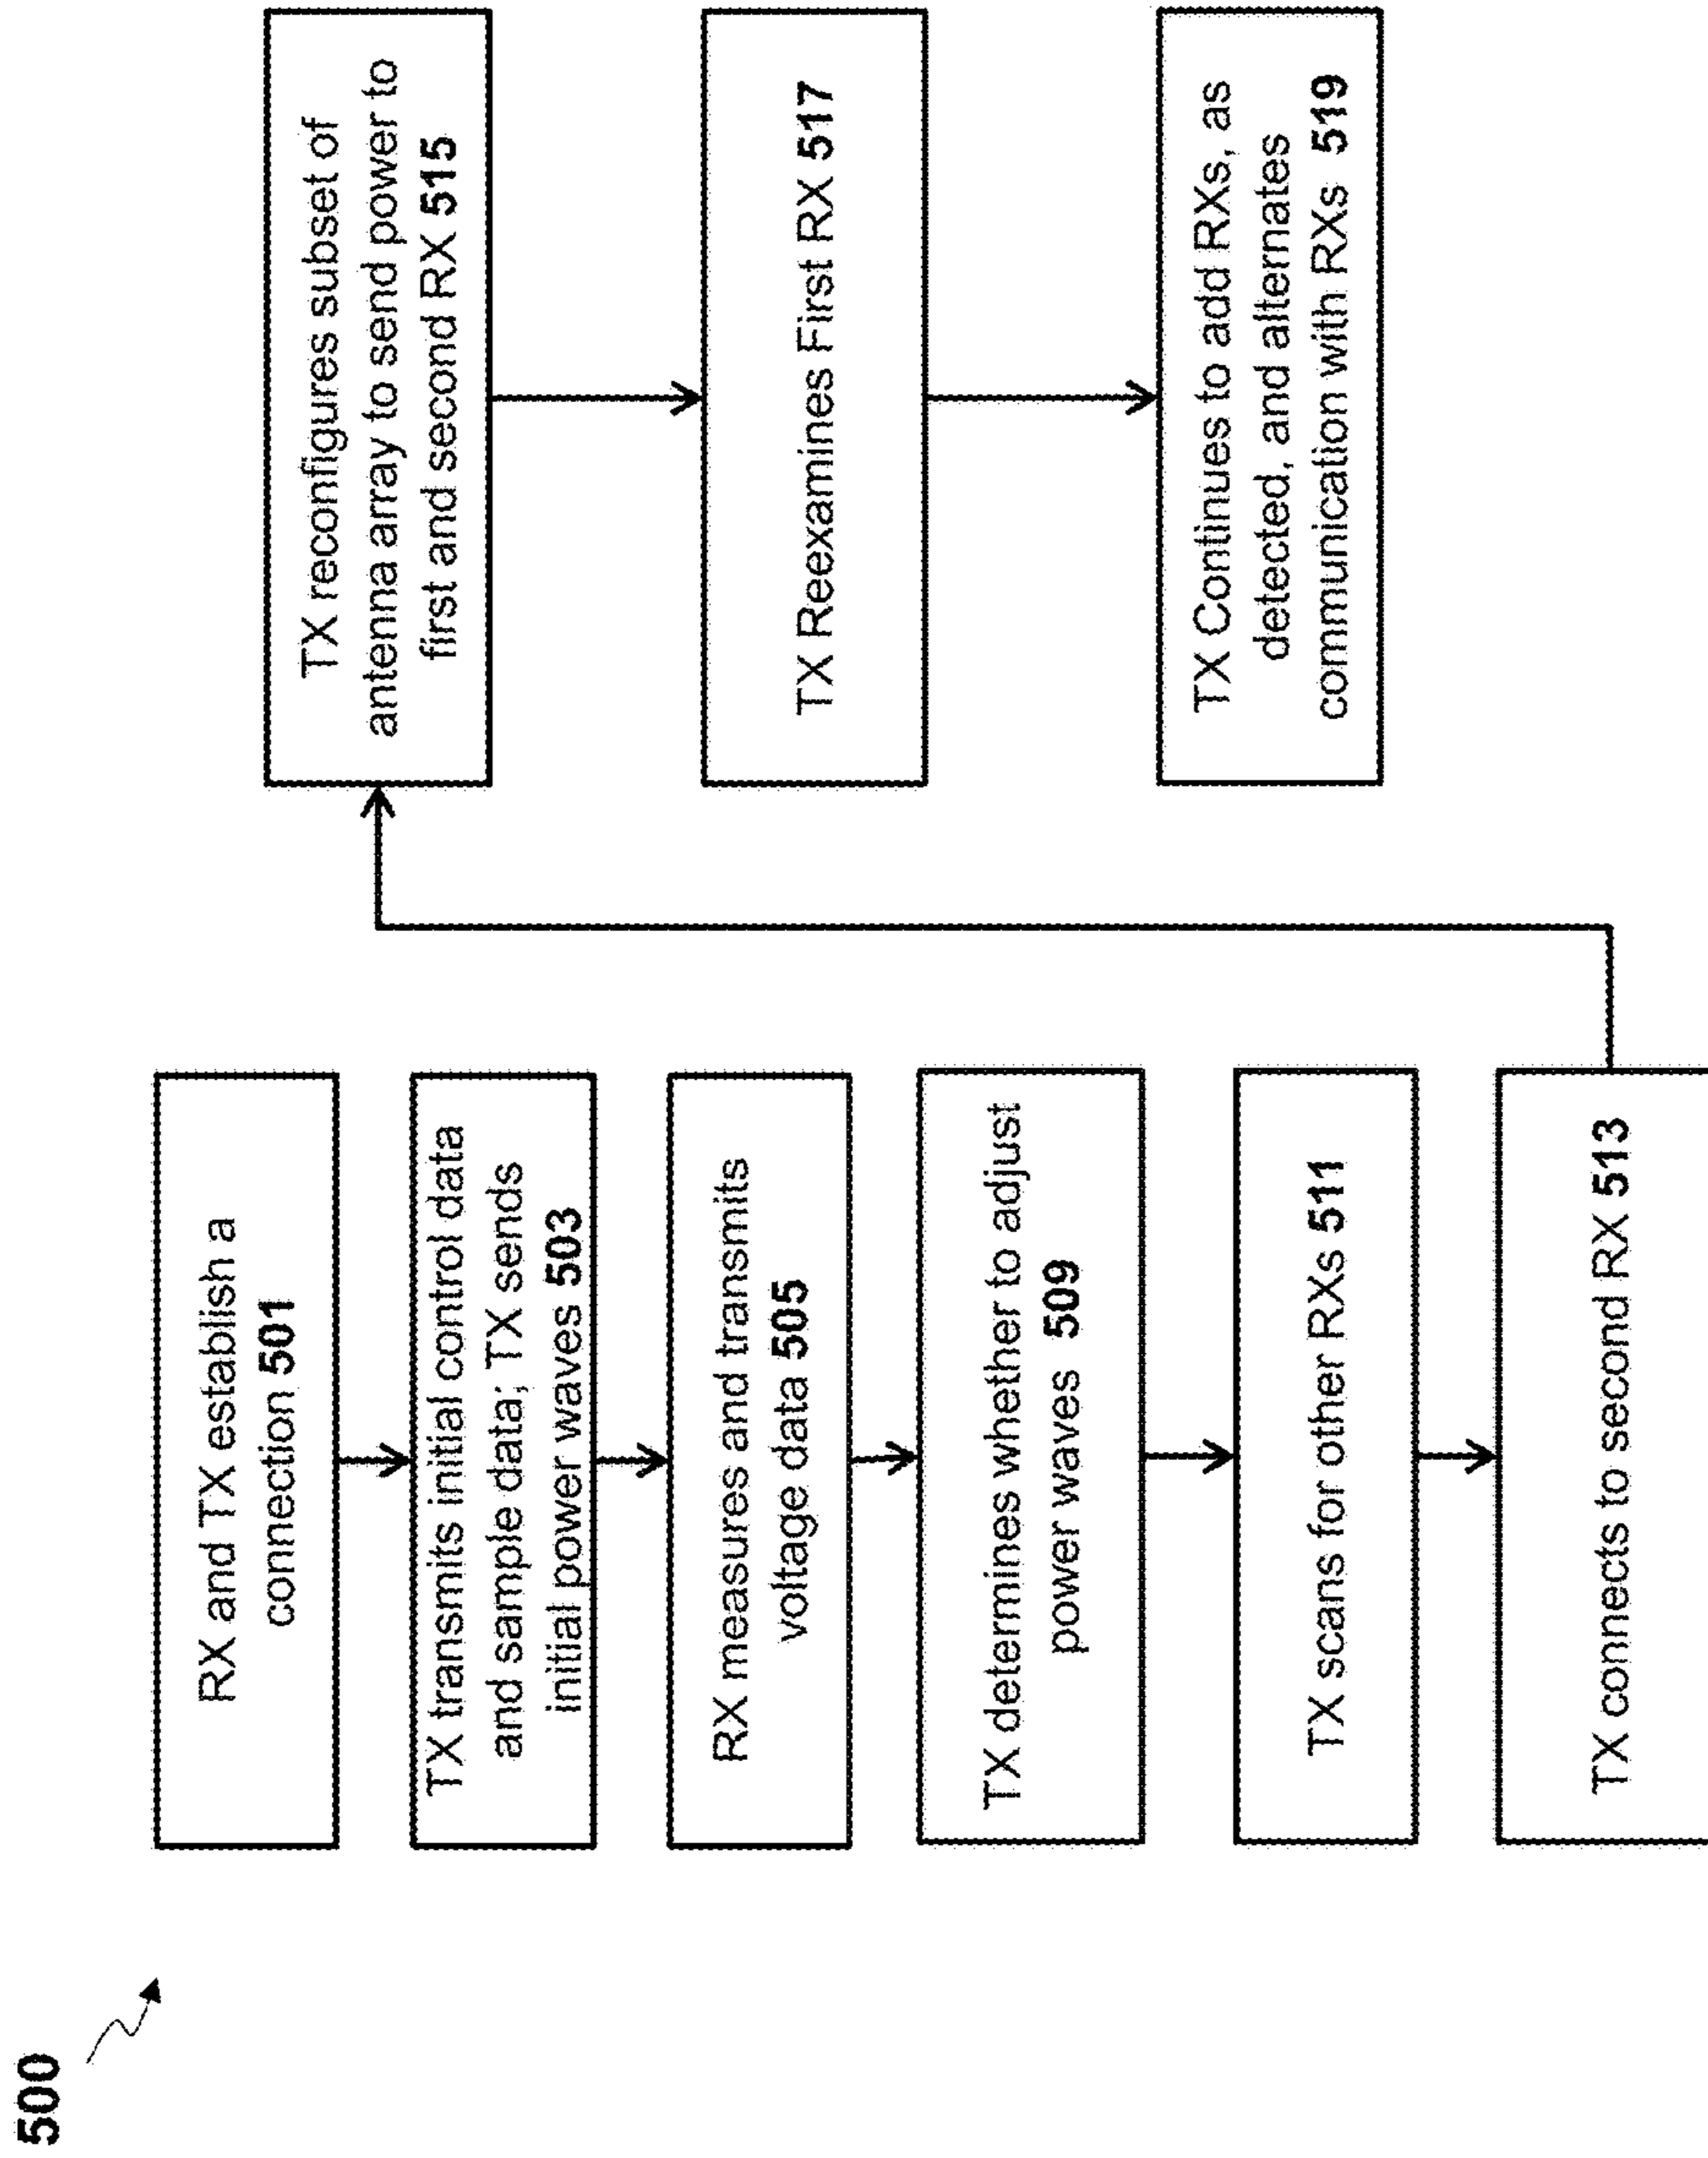 500
RX and TX establish a
connection 501
TX transmits initial control data
and sample data; TX sends
initial power waves 503
RX measures and transmits
voltage data 505
TX determines whether to adjust
power waves 509
TX scans for other RXs 511
TX connects to second RX 513
TX reconfigures subset of
antenna array to send power to
first and second RX 515
TX Reexamines First RX 517
TX Continues to add RXs, as
detected, and alternates
communication with RXs 519